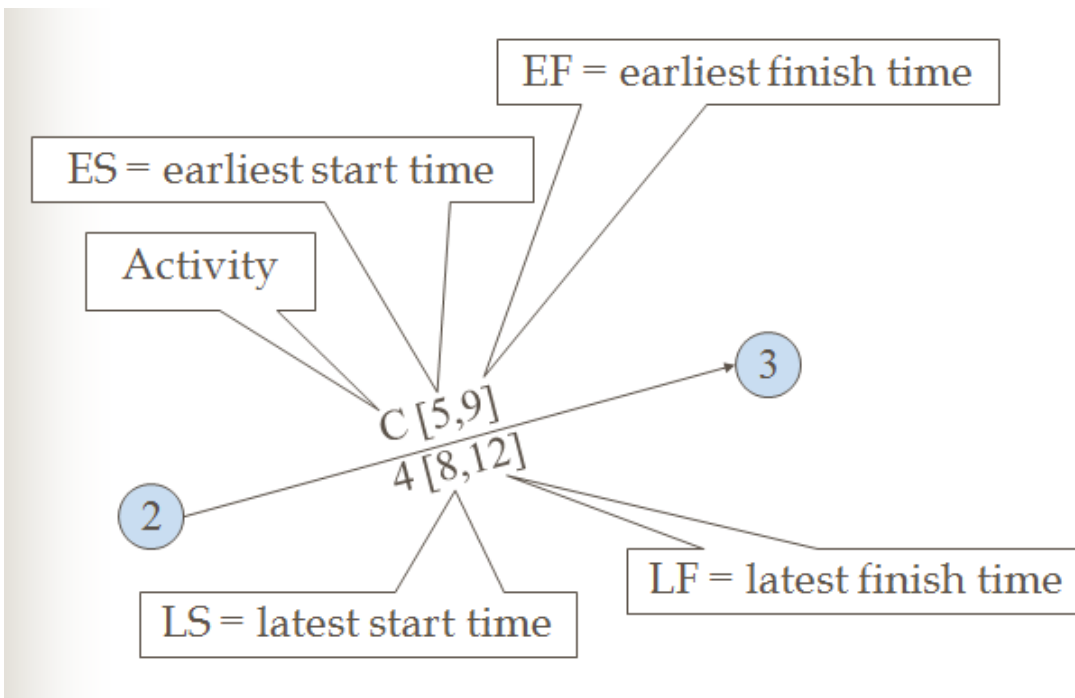 EF = earliest finish time
ES = earliest start time
Activity
3
C [5,9]
4 [8,12]
2
LF = latest finish time
LS = latest start time